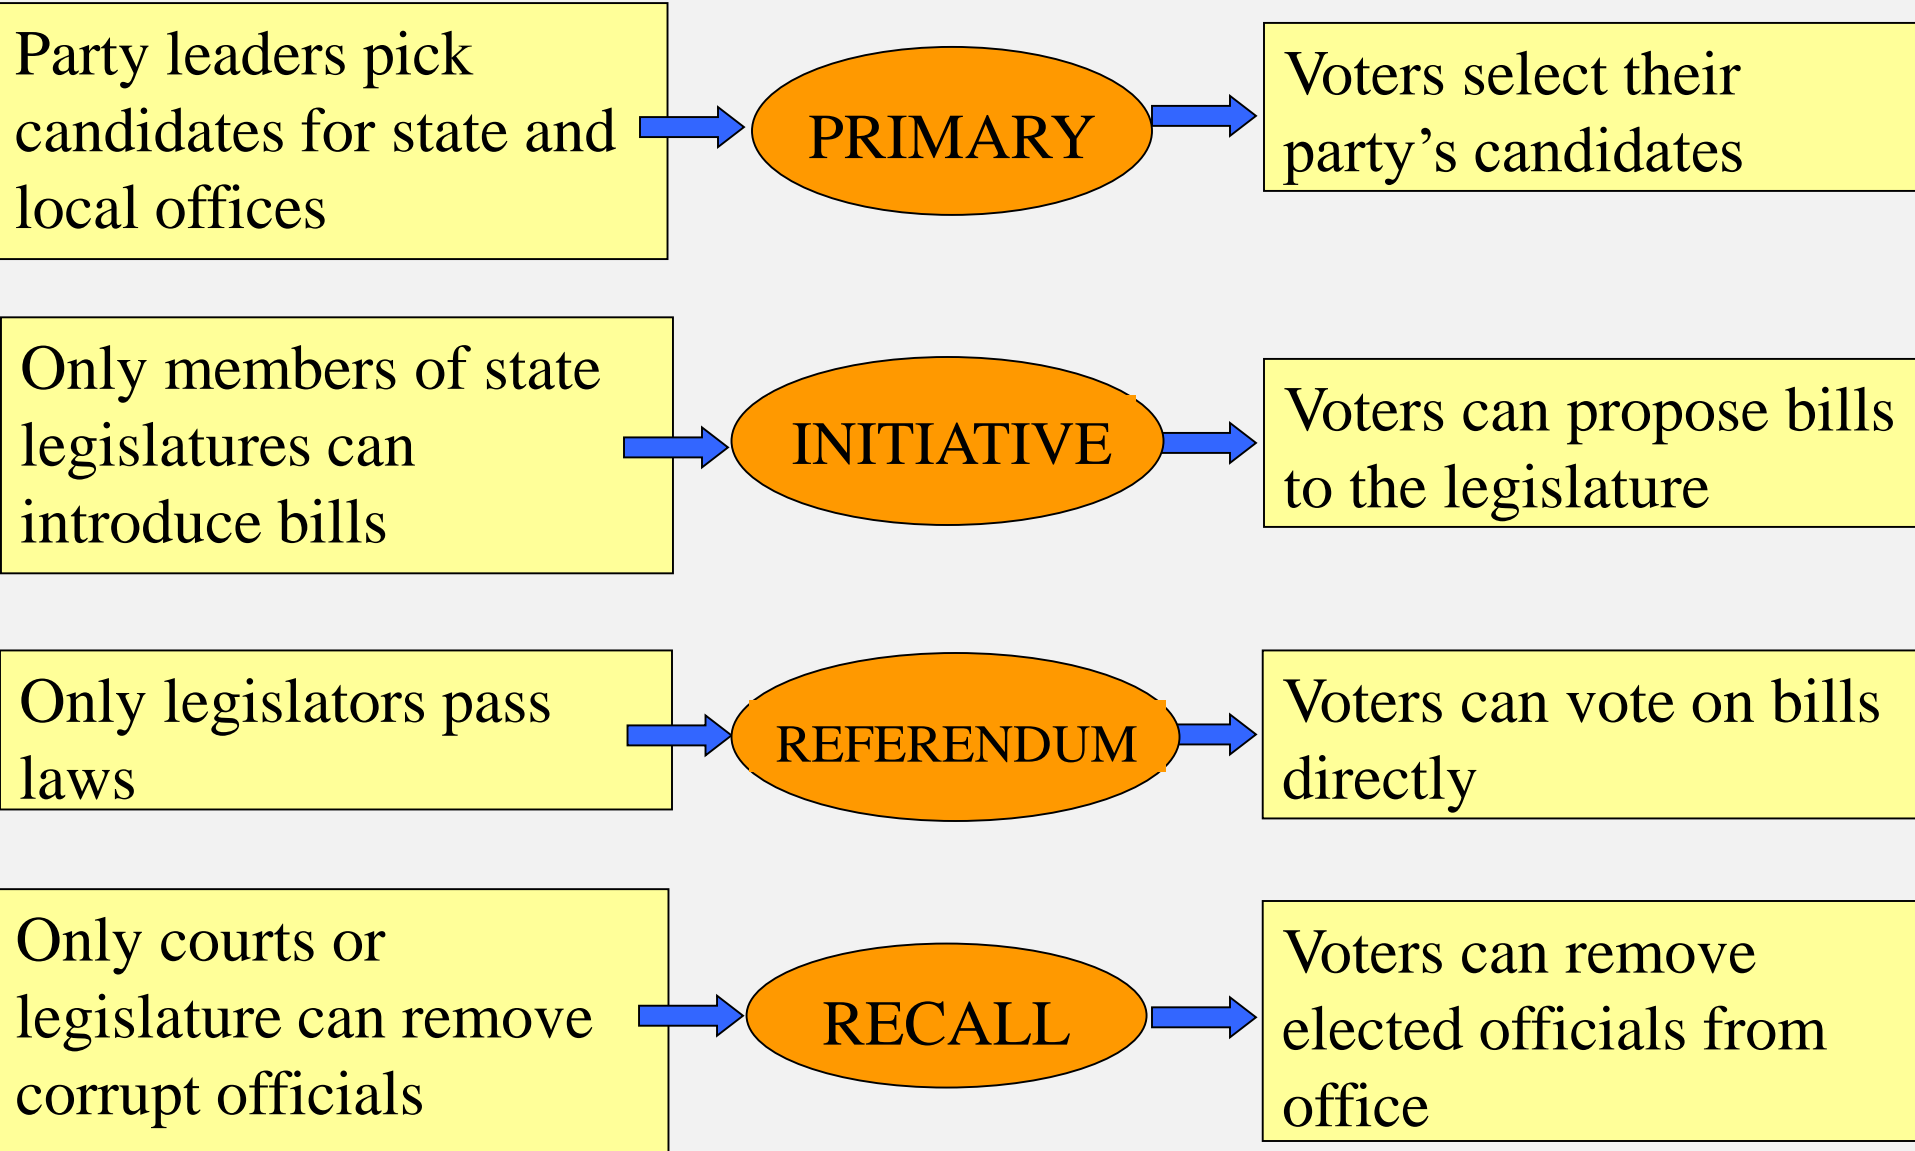 Party leaders pick
candidates for state and
local offices
PRIMARY
Voters select their
party’s candidates
Only members of state
legislatures can
introduce bills
INITIATIVE
Voters can propose bills
to the legislature
Only legislators pass
laws
REFERENDUM
Voters can vote on bills
directly
Only courts or
legislature can remove
corrupt officials
RECALL
Voters can remove
elected officials from
office